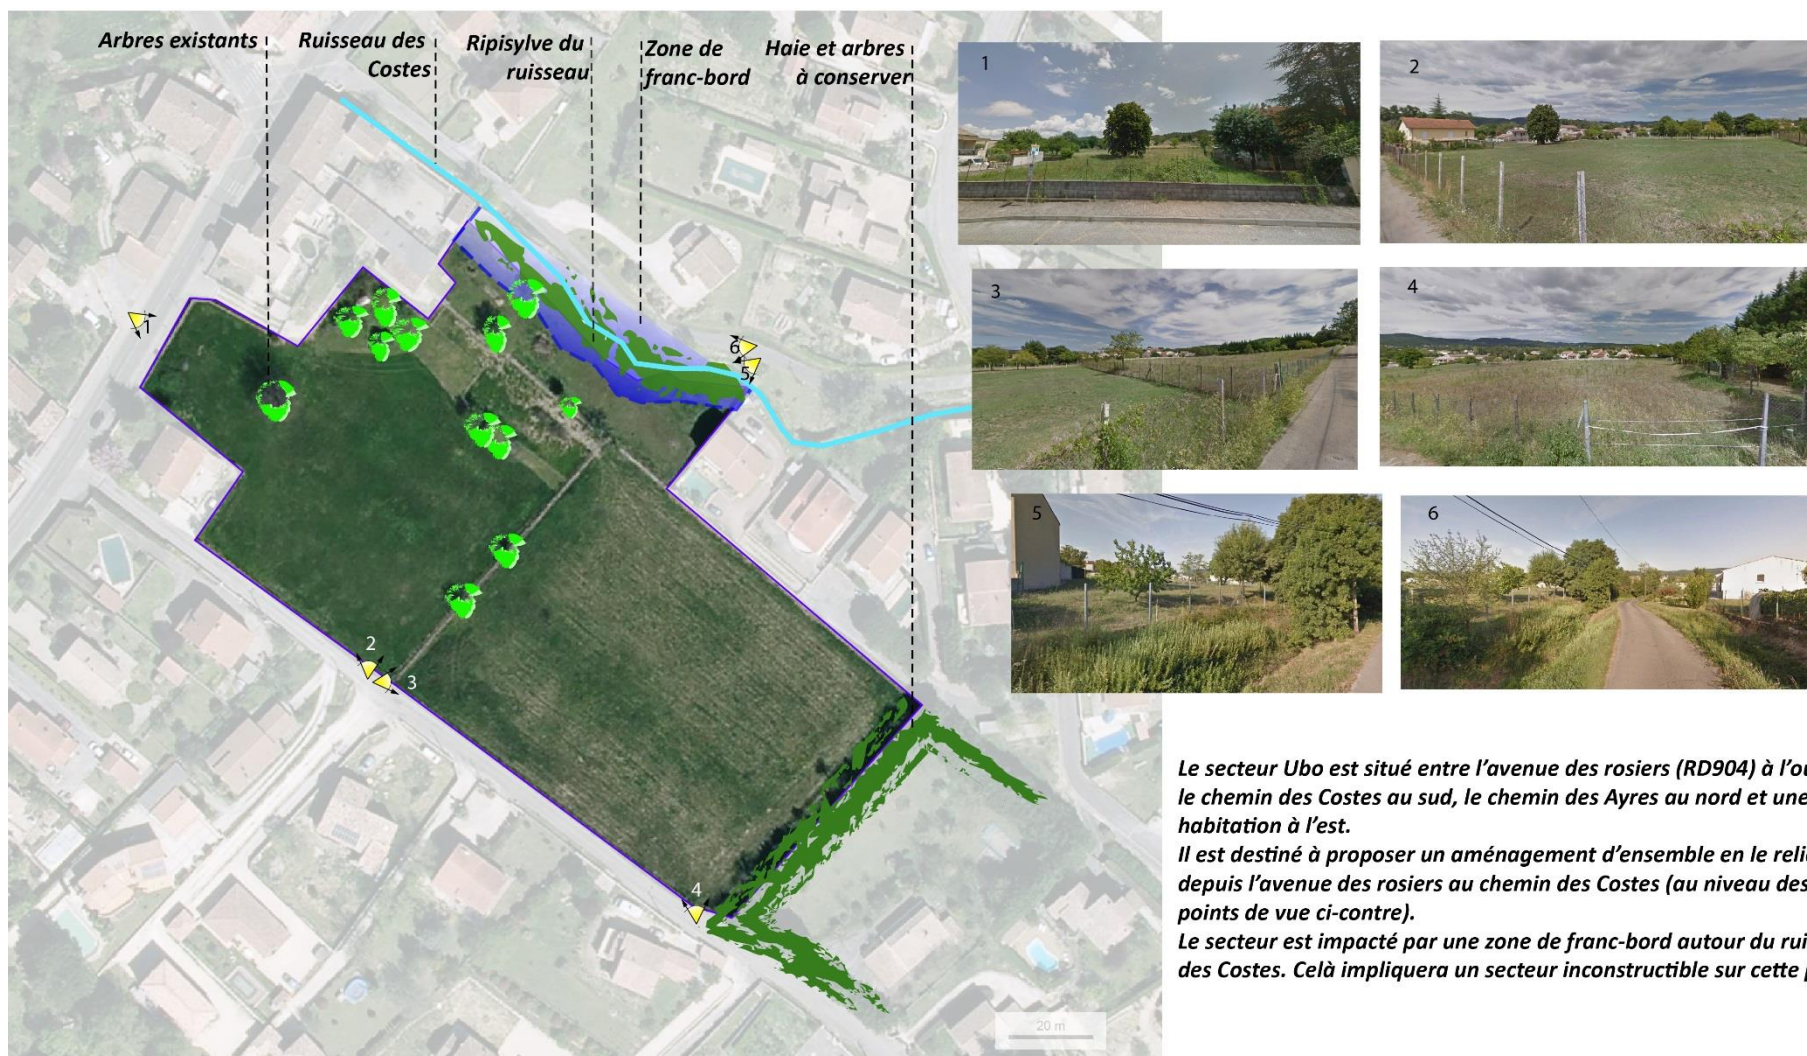 Arbres existants
Ruisseau des
Costes
Ripisylve du
ruisseau
Zone de
franc-bord
Haie et arbres
à conserver
1
2
3
4
5
6
1
2
3
4
5
6
20 m
Le secteur Ubo est situé entre l'avenue des rosiers (RD904) à l'ou
le chemin des Costes au sud, le chemin des Ayres au nord et une
habitation à l'est.
Il est destiné à proposer un aménagement d'ensemble en le relia
depuis l'avenue des rosiers au chemin des Costes (au niveau des
points de vue ci-contre).
Le secteur est impacté par une zone de franc-bord autour du rui
des Costes. Celà impliquera un secteur inconstructible sur cette p